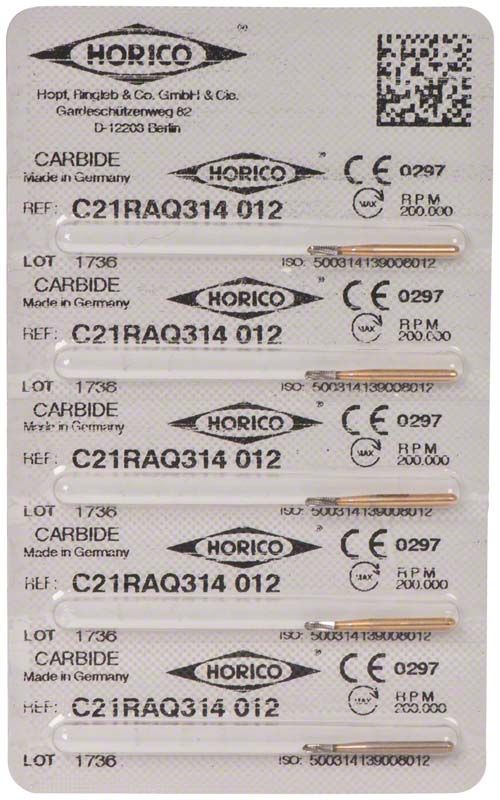 HORICO
Hopf, Ringleb & Co. GmbH & Cie.
Gardeschützenweg 82
D-12203 Berlin
CARBIDE
Made in Germany
HORICO®
CE 0297
REF: C21RAQ314 012
MAX
RPM
200.000
LOT 1736
ISO: 500314139008012
CARBIDE
Made in Germany
HORICO®
CE 0297
REF: C21RAQ314 012
MAX
RPM
200.000
LOT 1736
ISO: 500314139008012
CARBIDE
Made in Germany
HORICO®
CE 0297
REF: C21RAQ314 012
MAX
RPM
200.000
LOT 1736
ISO: 500314139008012
CARBIDE
Made in Germany
HORICO®
CE 0297
REF: C21RAQ314 012
MAX
RPM
200.000
LOT 1736
ISO: 500314139008012
CARBIDE
Made in Germany
HORICO®
CE 0297
REF: C21RAQ314 012
MAX
RPM
200.000
LOT 1736
ISO: 500314139008012